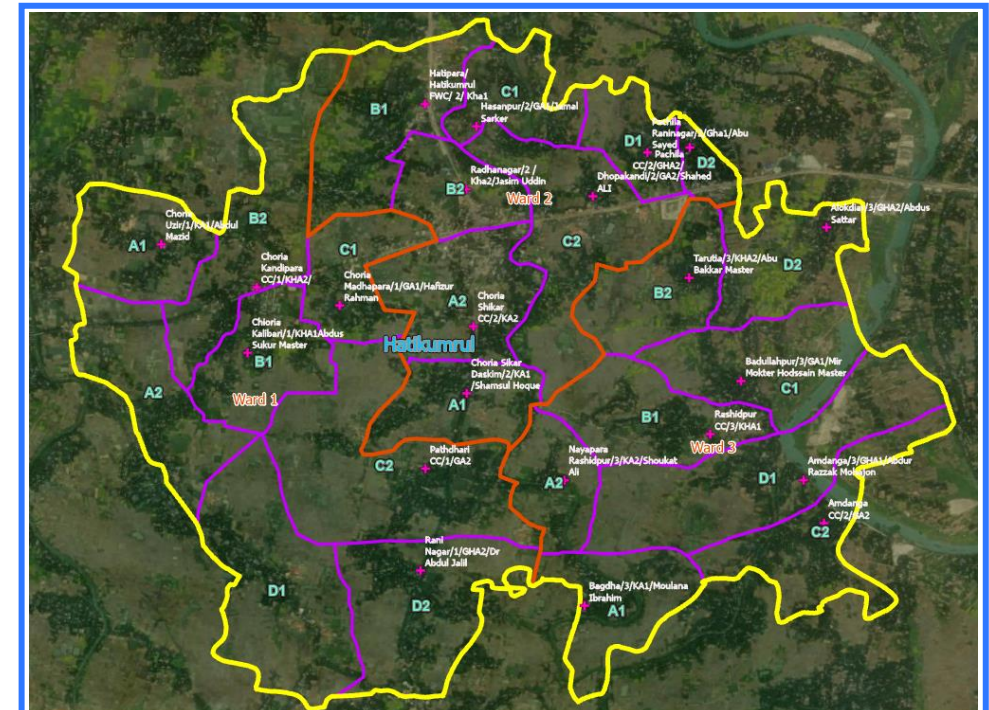 Hatipara/
Hatikumrul
FWC/ 2/ Kha1
C1
B1
Hasanpur/2/GA1/Jamal
Sarker
D1
Pachila
Raninagar/2/Gha1/Abu
Sayed
Pachila
CC/2/GHA2/
D2
Radhanagar/2 /
Kha2/Jasim Uddin
B2
Dhopakandi/2/GA2/Shahed
ALI
Ward 2
Alokdiar/3/GHA2/Abdus
Sattar
Choria
Uzir/1/KA1/Abdul
Mazid
A1
B2
C1
C2
Choria
Kandipara
CC/1/KHA2/
Choria
Madhapara/1/GA1/Hafizur
Rahman
Tarutia/3/KHA2/Abu
Bakkar Master
D2
B2
A2
Choria
Shikar
CC/2/KA2
Chioria
Kalibari/1/KHA1Abdus
Sukur Master
B1
Hatikumrul
Choria Sikar
Daskim/2/KA1
/Shamsul Hoque
A1
Badullahpur/3/GA1/Mir
Mokter Hodssain Master
C1
A2
Ward 1
B1
Rashidpur
CC/3/KHA1
Ward 3
Pathdhari
CC/1/GA2
C2
Nayapara
Rashidpur/3/KA2/Shoukat
Ali
A2
Amdanga/3/GHA1/Abdur
Razzak Mohajon
D1
Amdanga
CC/2/GA2
C2
Rani
Nagar/1/GHA2/Dr
Abdul Jalil
D1
D2
Bagdha/3/KA1/Moulana
Ibrahim
A1